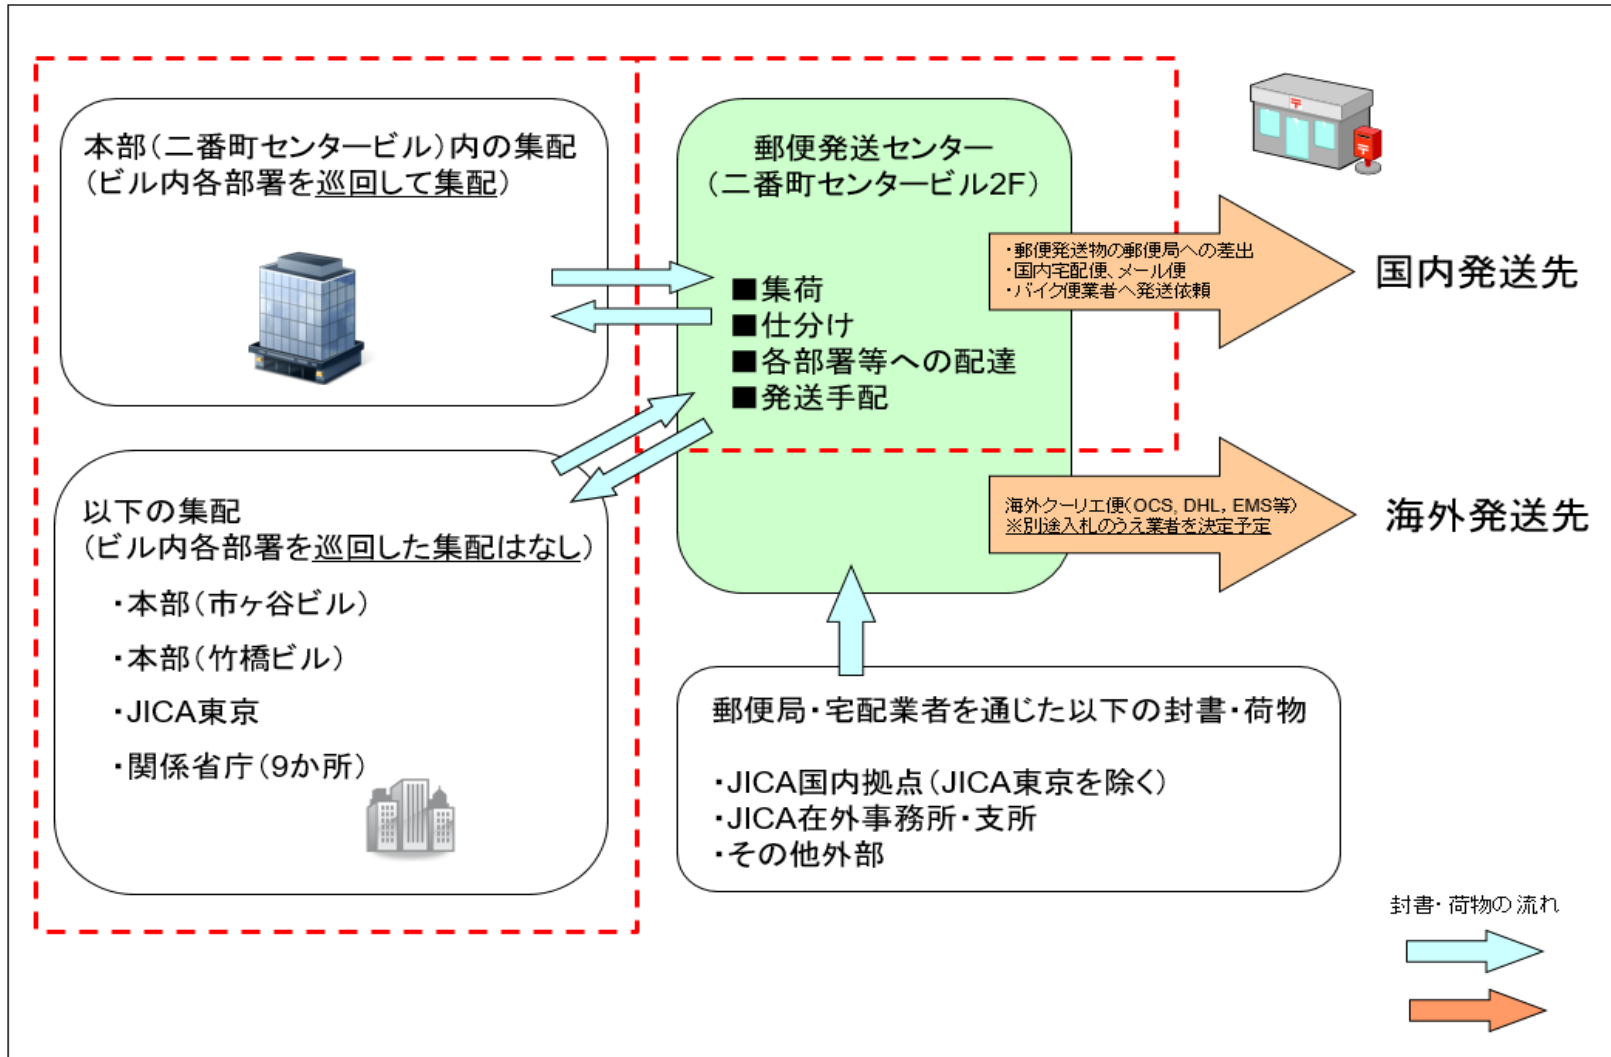 本部（二番町センタービル）内の集配
（ビル内各部署を巡回して集配）
郵便発送センター
（二番町センタービル2F）
■集荷
■仕分け
■各部署等への配達
■発送手配
・郵便発送物の郵便局への差出
・国内宅配便、メール便
・バイク便業者へ発送依頼
国内発送先
以下の集配
（ビル内各部署を巡回した集配はなし）
・本部（市ヶ谷ビル）
・本部（竹橋ビル）
・JICA東京
・関係省庁（9か所）
海外クーリエ便（OCS, DHL, EMS等）
※別途入札のうえ業者を決定予定
海外発送先
郵便局・宅配業者を通じた以下の封書・荷物
・JICA国内拠点（JICA東京を除く）
・JICA在外事務所・支所
・その他外部
封書・荷物の流れ